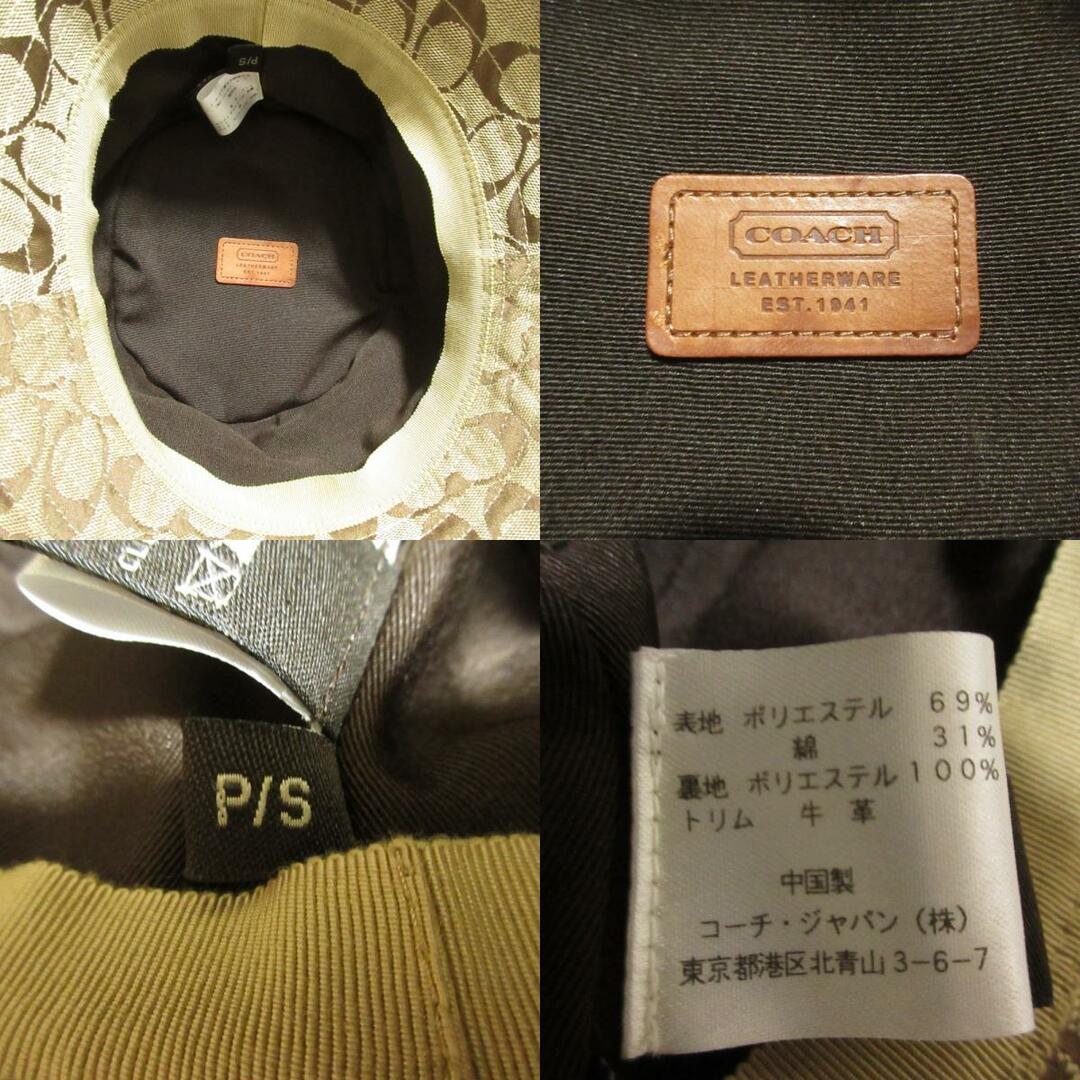 P/S
COACH
LEATHERWARE
EST.1941
COACH
LEATHERWARE
EST. 1941
P/S
表地 ポリエステル 69%
綿 31%
裏地 ポリエステル 100%
トリム 牛革
中国製
コーチ・ジャパン(株)
東京都港区北青山3-6-7